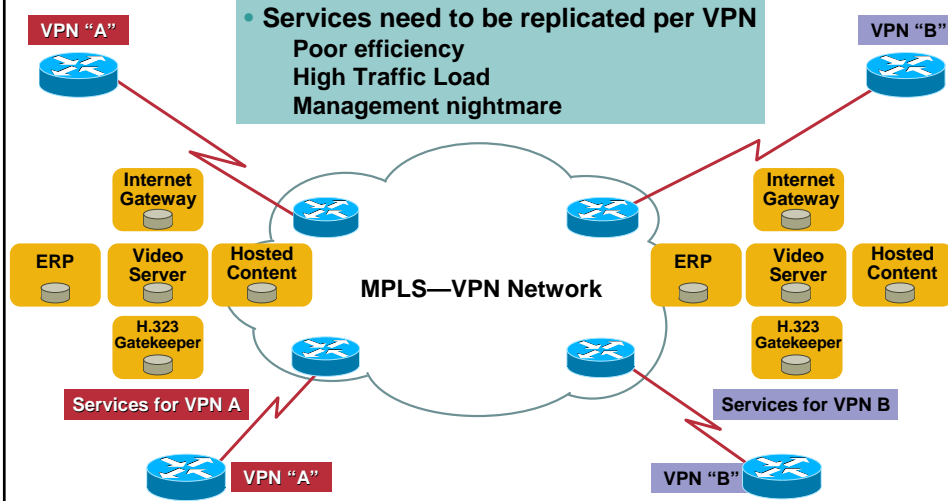 • Services need to be replicated per VPN
Poor efficiency
High Traffic Load
Management nightmare
VPN “A”
VPN “B”
Internet
Gateway
ERP
Video
Server
Hosted
Content
H.323
Gatekeeper
Services for VPN A
MPLS—VPN Network
Internet
Gateway
ERP
Video
Server
Hosted
Content
H.323
Gatekeeper
Services for VPN B
VPN “A”
VPN “B”